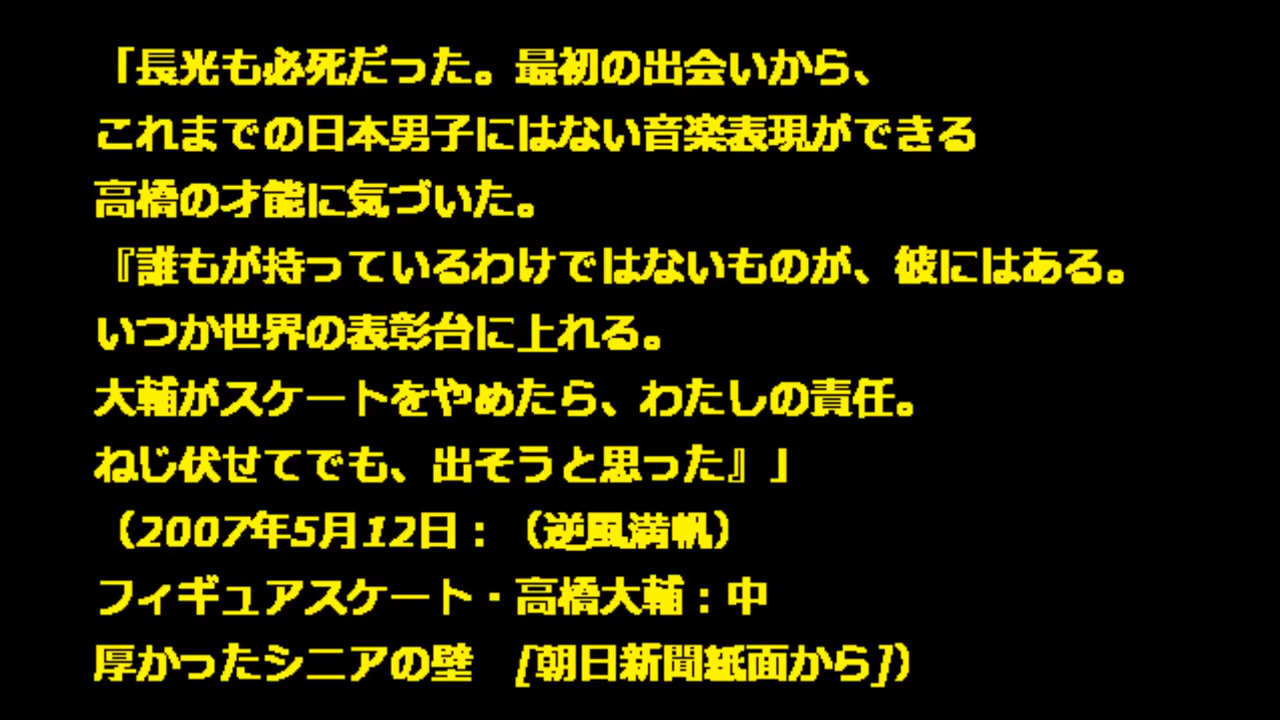 「長光も必死だった。最初の出会いから、
これまでの日本男子にはない音楽表現ができる
高橋の才能に気づいた。
『誰もが持っているわけではないものが、彼にはある。
いつか世界の表彰台に上れる。
大輔がスケートをやめたら、わたしの責任。
ねじ伏せてでも、出そうと思った』」
（2007年5月12日：（逆風満帆）
フィギュアスケート・高橋大輔：中
厚かったシニアの壁　[朝日新聞紙面から]）